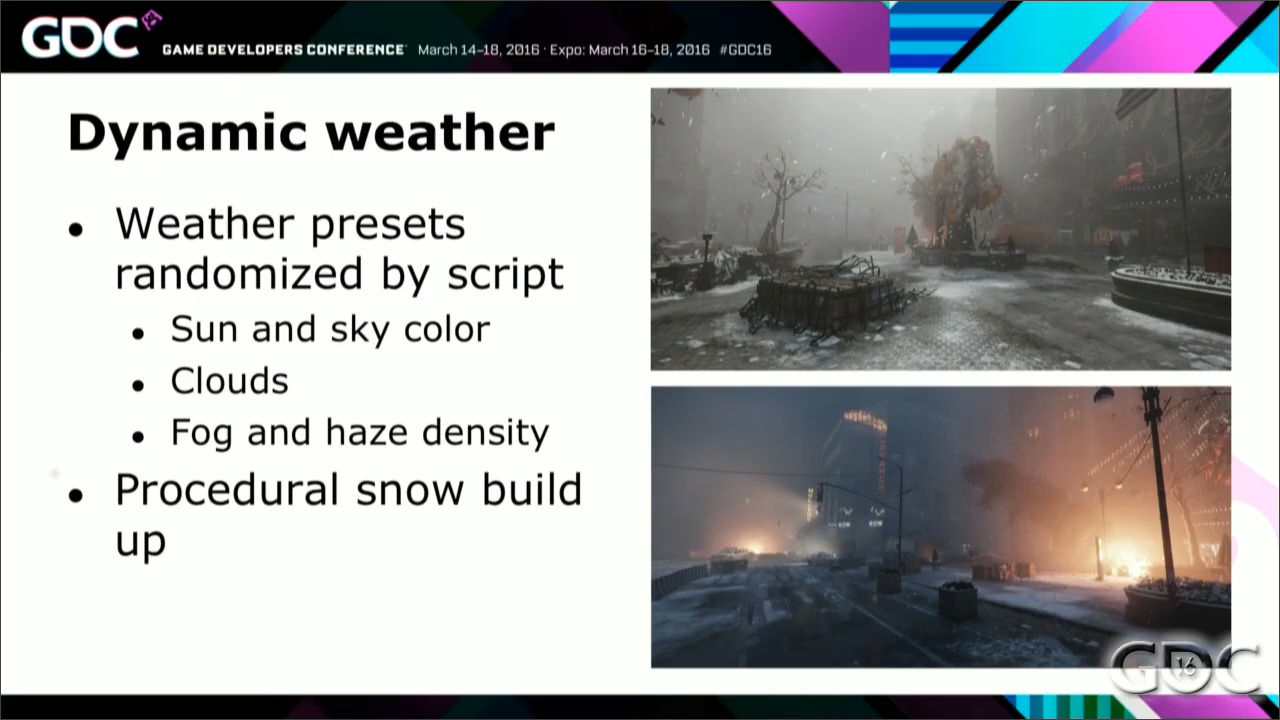 GDC
GAME DEVELOPERS CONFERENCE March 14–18, 2016 · Expo: March 16–18, 2016 #GDC16
Dynamic weather
• Weather presets
randomized by script
• Sun and sky color
• Clouds
• Fog and haze density
• Procedural snow build
up
GDC 16